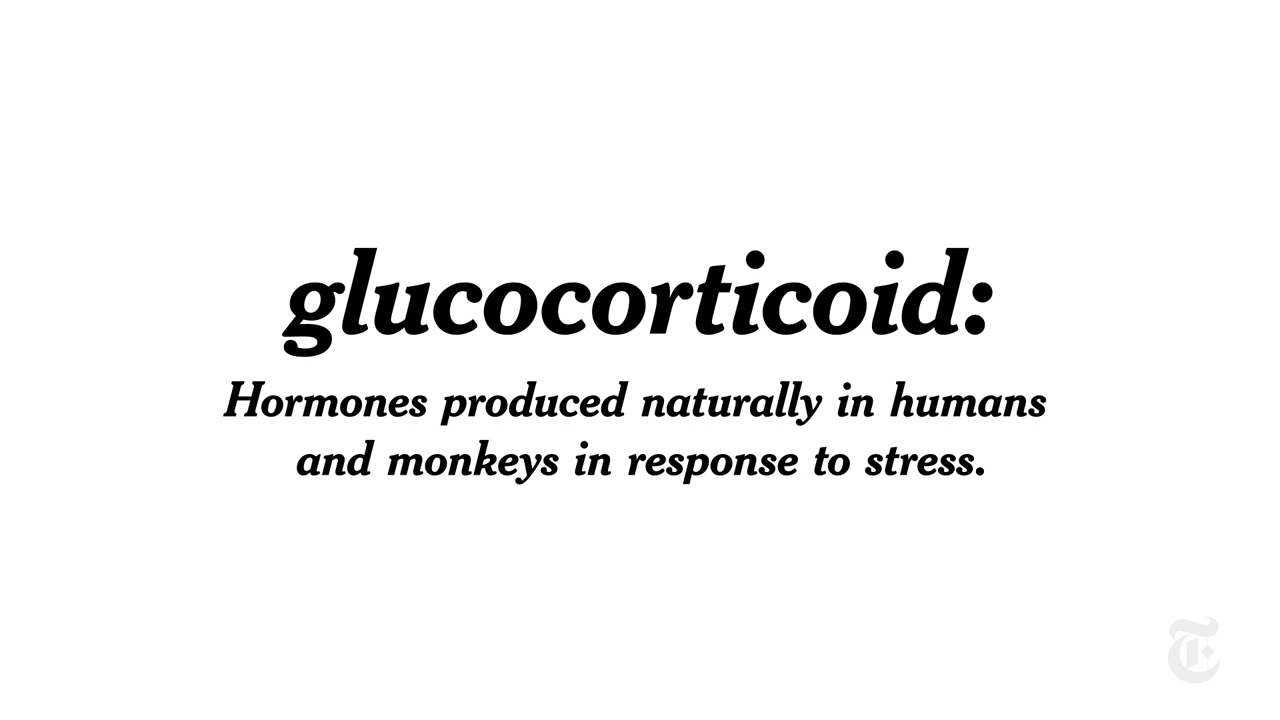 glucocorticoid:
Hormones produced naturally in humans
and monkeys in response to stress.
T